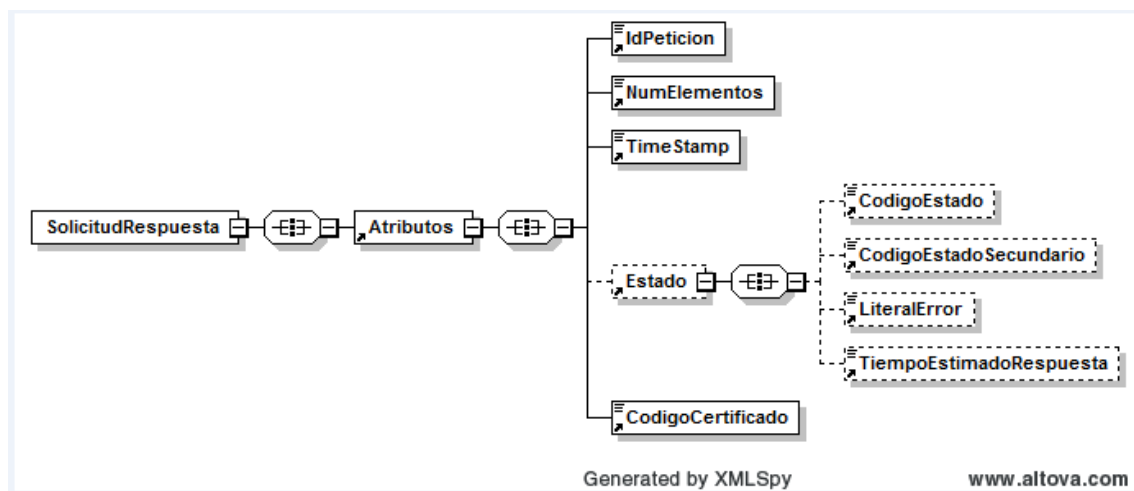 IdPeticion
NumElementos
TimeStamp
SolicitudRespuesta
Atributos
Estado
CodigoEstado
CodigoEstadoSecundario
LiteralError
TiempoEstimadoRespuesta
CodigoCertificado
Generated by XMLSpy
www.altova.com